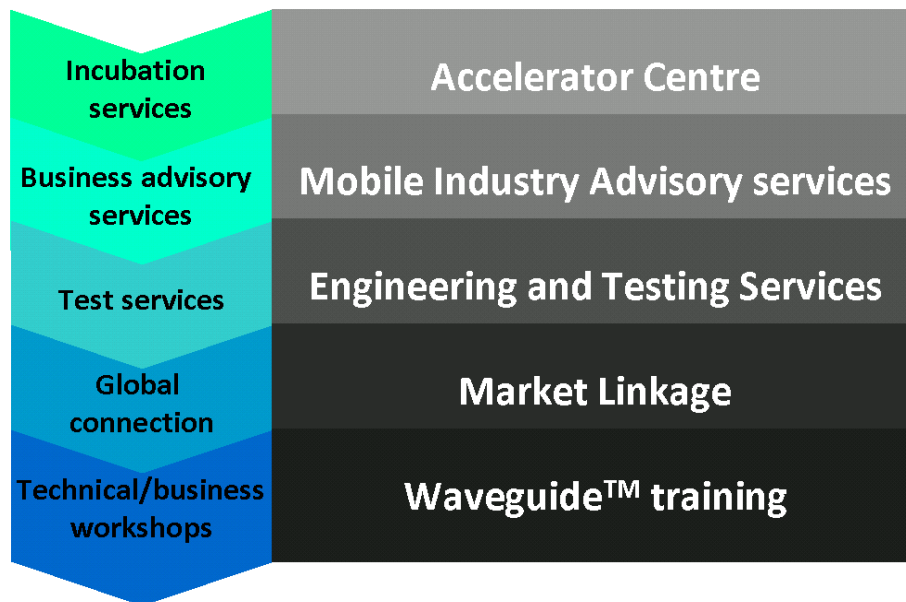 Incubation
services
Accelerator Centre
Business advisory
services
Mobile Industry Advisory services
Test services
Engineering and Testing Services
Global
connection
Market Linkage
Technical/business
workshops
Waveguide™ training